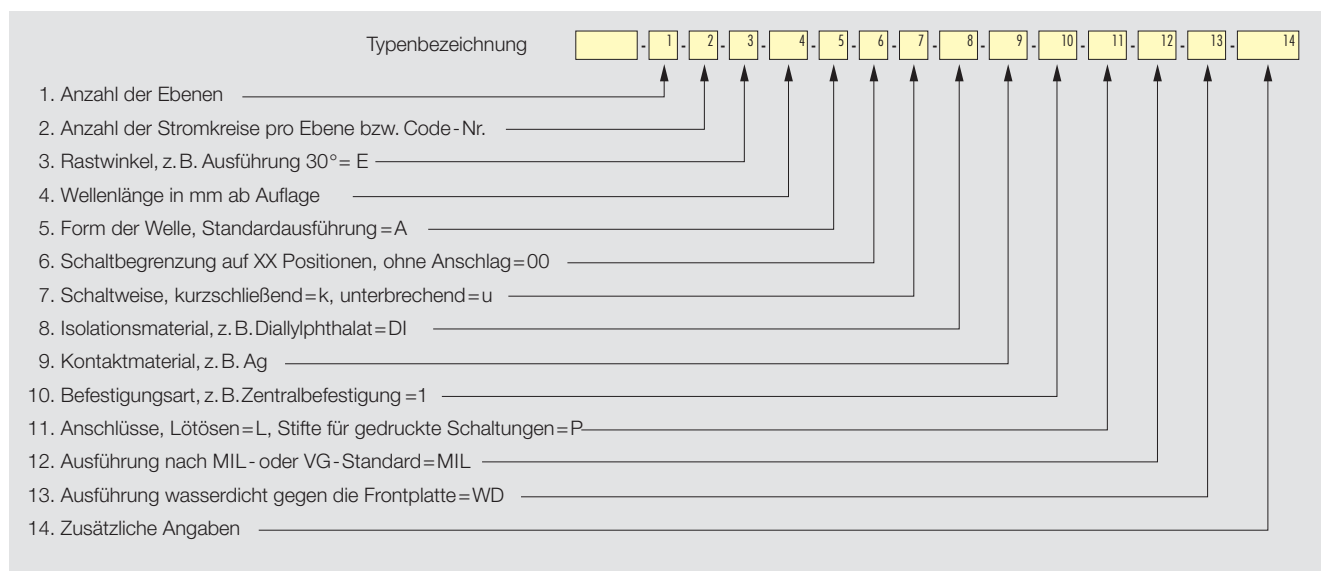 Typenbezeichnung - 1 - 2 - 3 - 4 - 5 - 6 - 7 - 8 - 9 - 10 - 11 - 12 - 13 - 14
1. Anzahl der Ebenen
2. Anzahl der Stromkreise pro Ebene bzw. Code-Nr.
3. Rastwinkel, z.B. Ausführung 30°=E
4. Wellenlänge in mm ab Auflage
5. Form der Welle, Standardausführung=A
6. Schaltbegrenzung auf XX Positionen, ohne Anschlag=00
7. Schaltweise, kurzschließend=k, unterbrechend=u
8. Isolationsmaterial, z.B.Diallylphthalat=DI
9. Kontaktmaterial, z.B. Ag
10. Befestigungsart, z.B.Zentralbefestigung =1
11. Anschlüsse, Lötösen=L, Stifte für gedruckte Schaltungen=P
12. Ausführung nach MIL- oder VG-Standard=MIL
13. Ausführung wasserdicht gegen die Frontplatte=WD
14. Zusätzliche Angaben